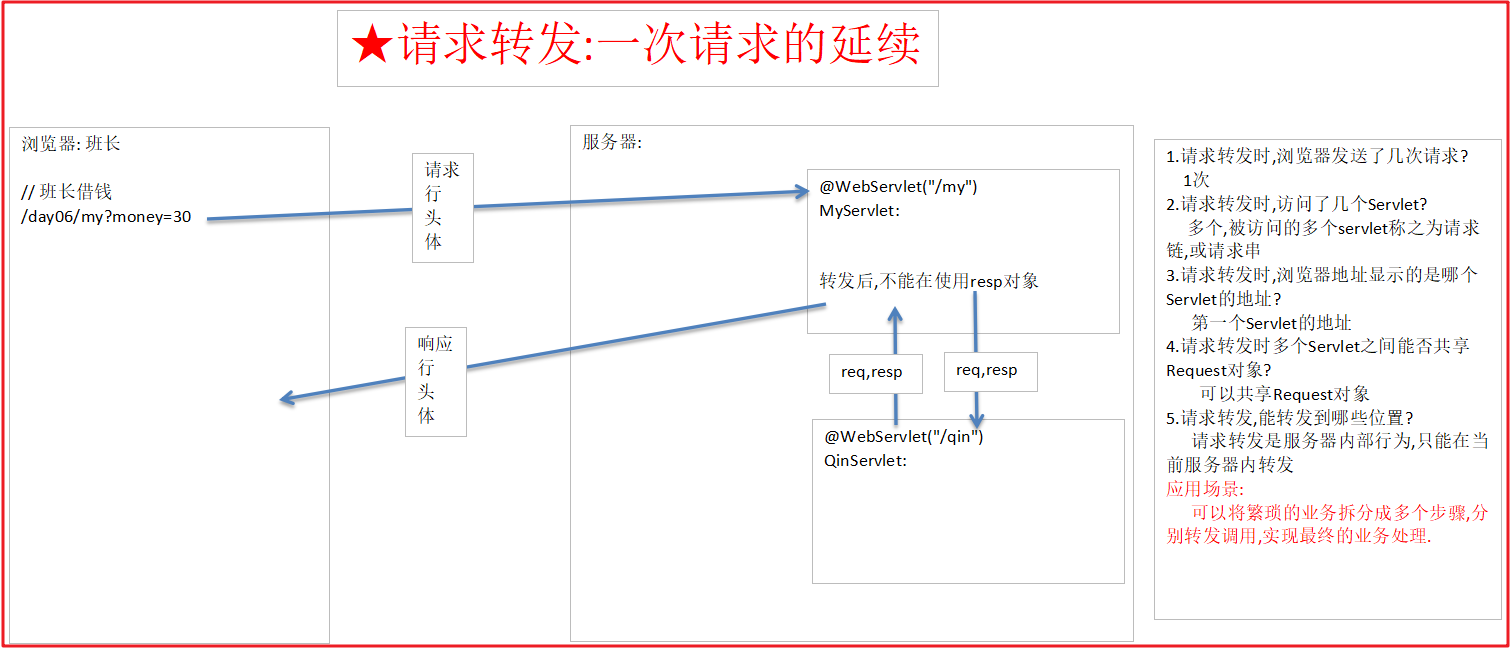 ★请求转发:一次请求的延续
浏览器: 班长
// 班长借钱
/day06/my?money=30
请求
行
头
体
响应
行
头
体
服务器:
@WebServlet("/my")
MyServlet:
转发后,不能在使用resp对象
req,resp
req,resp
@WebServlet("/qin")
QinServlet:
1.请求转发时,浏览器发送了几次请求?
1次
2.请求转发时,访问了几个Servlet?
多个,被访问的多个servlet称之为请求
链,或请求串
3.请求转发时,浏览器地址显示的是哪个
Servlet的地址?
第一个Servlet的地址
4.请求转发时多个Servlet之间能否共享
Request对象?
可以共享Request对象
5.请求转发,能转发到哪些位置?
请求转发是服务器内部行为,只能在当
前服务器内转发
应用场景:
可以将繁琐的业务拆分成多个步骤,分
别转发调用,实现最终的业务处理.